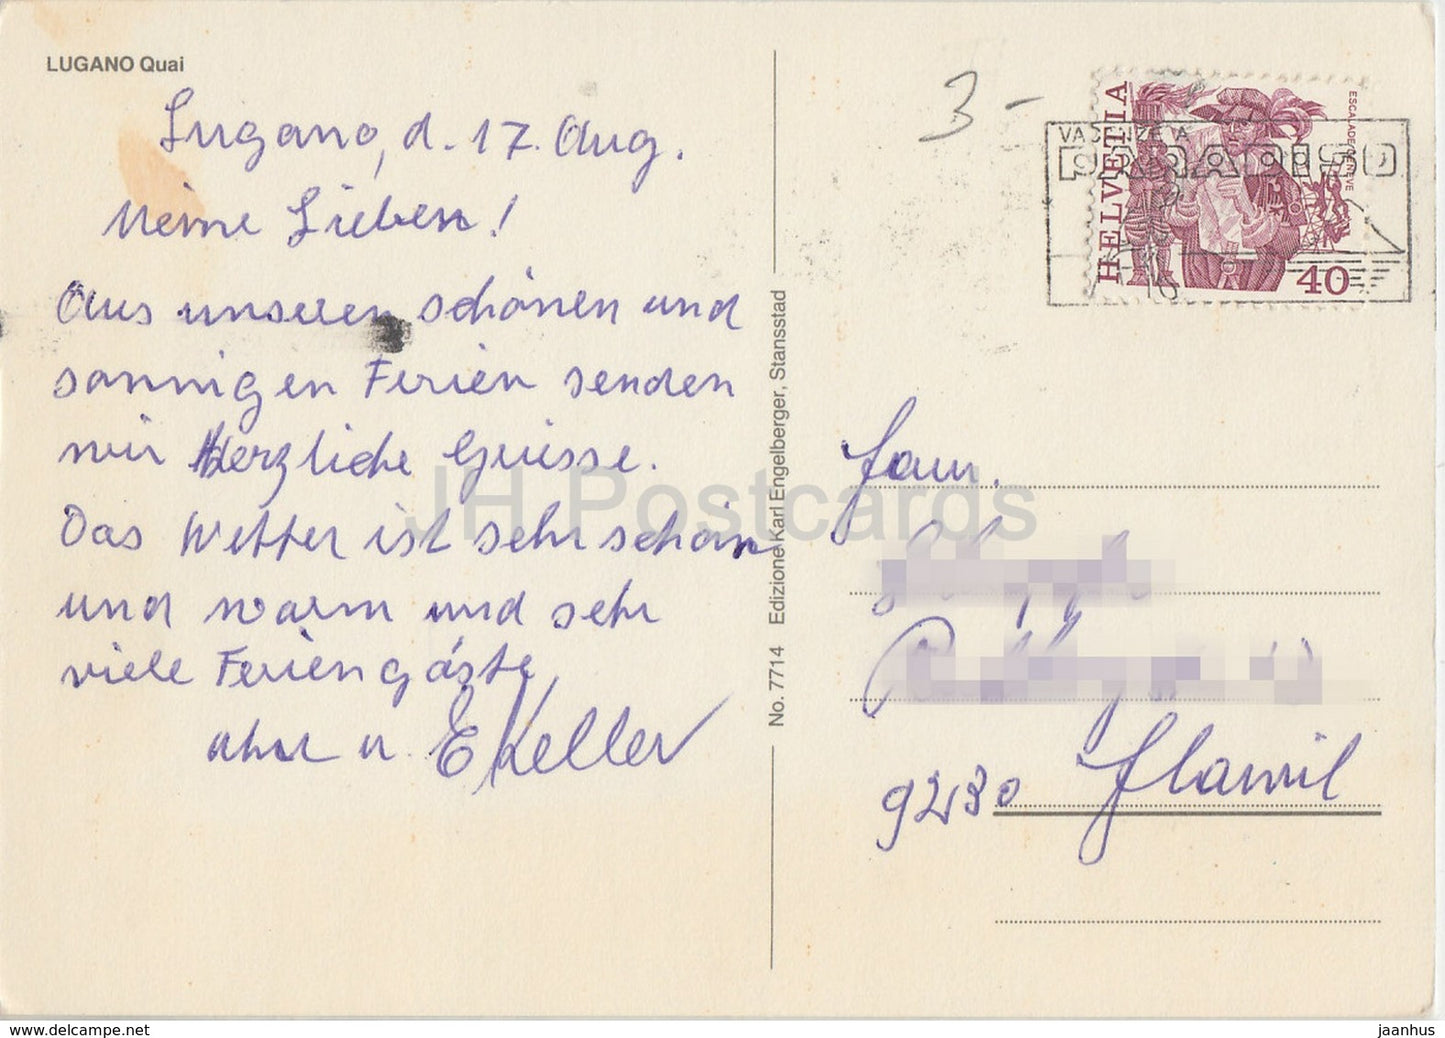 LUGANO Quai
Lugano, d. 17. Aug.
Meine Lieben!
Aus unseren schönen und
sonnigen Ferien senden
wir Herzliche Grüsse.
Das Wetter ist sehr schön
und warm und sehr
viele Feriengäste
u. E Keller
No. 7714 Edizione Karl Engelberger, Stansstad
3 -
HELVETIA
ESCALADE GENÈVE
40
Fam.
9230 Flawil
JH Postcards
www.delcampe.net
jaanhus